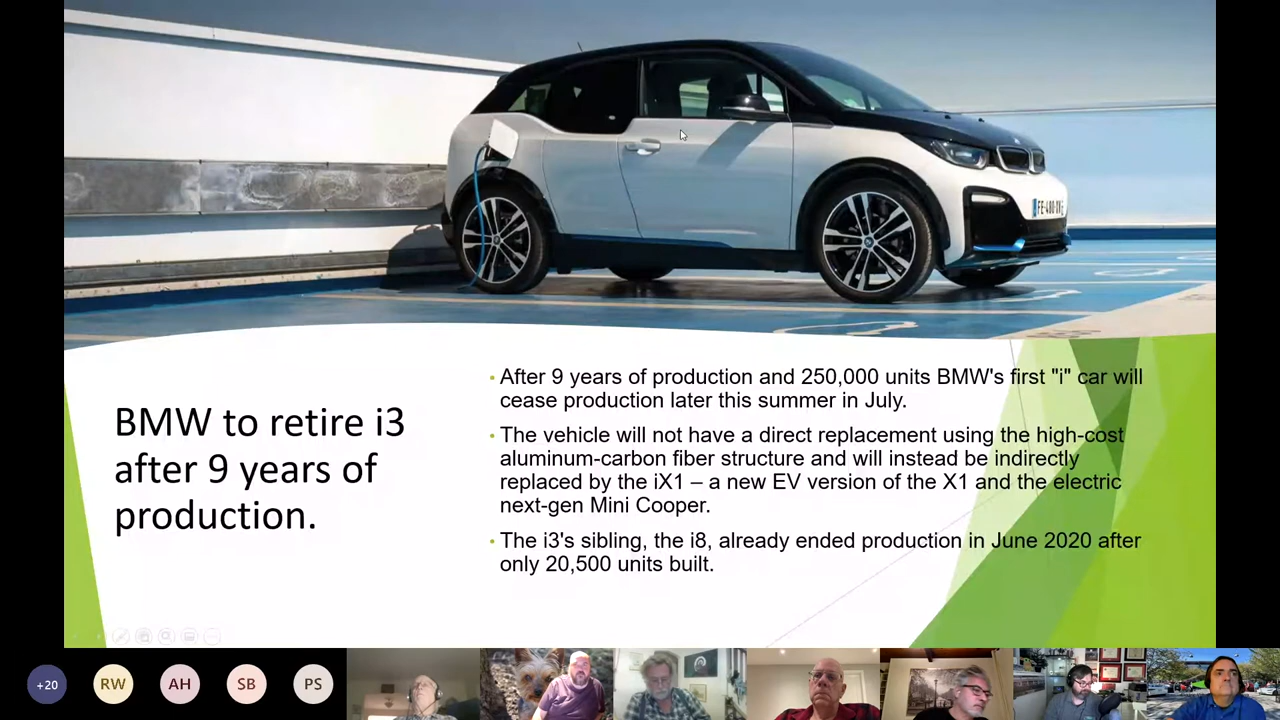 FE-480-XX
BMW to retire i3
after 9 years of
production.
After 9 years of production and 250,000 units BMW's first "i" car will
cease production later this summer in July.
The vehicle will not have a direct replacement using the high-cost
aluminum-carbon fiber structure and will instead be indirectly
replaced by the iX1 – a new EV version of the X1 and the electric
next-gen Mini Cooper.
The i3's sibling, the i8, already ended production in June 2020 after
only 20,500 units built.
+20
RW
AH
SB
PS